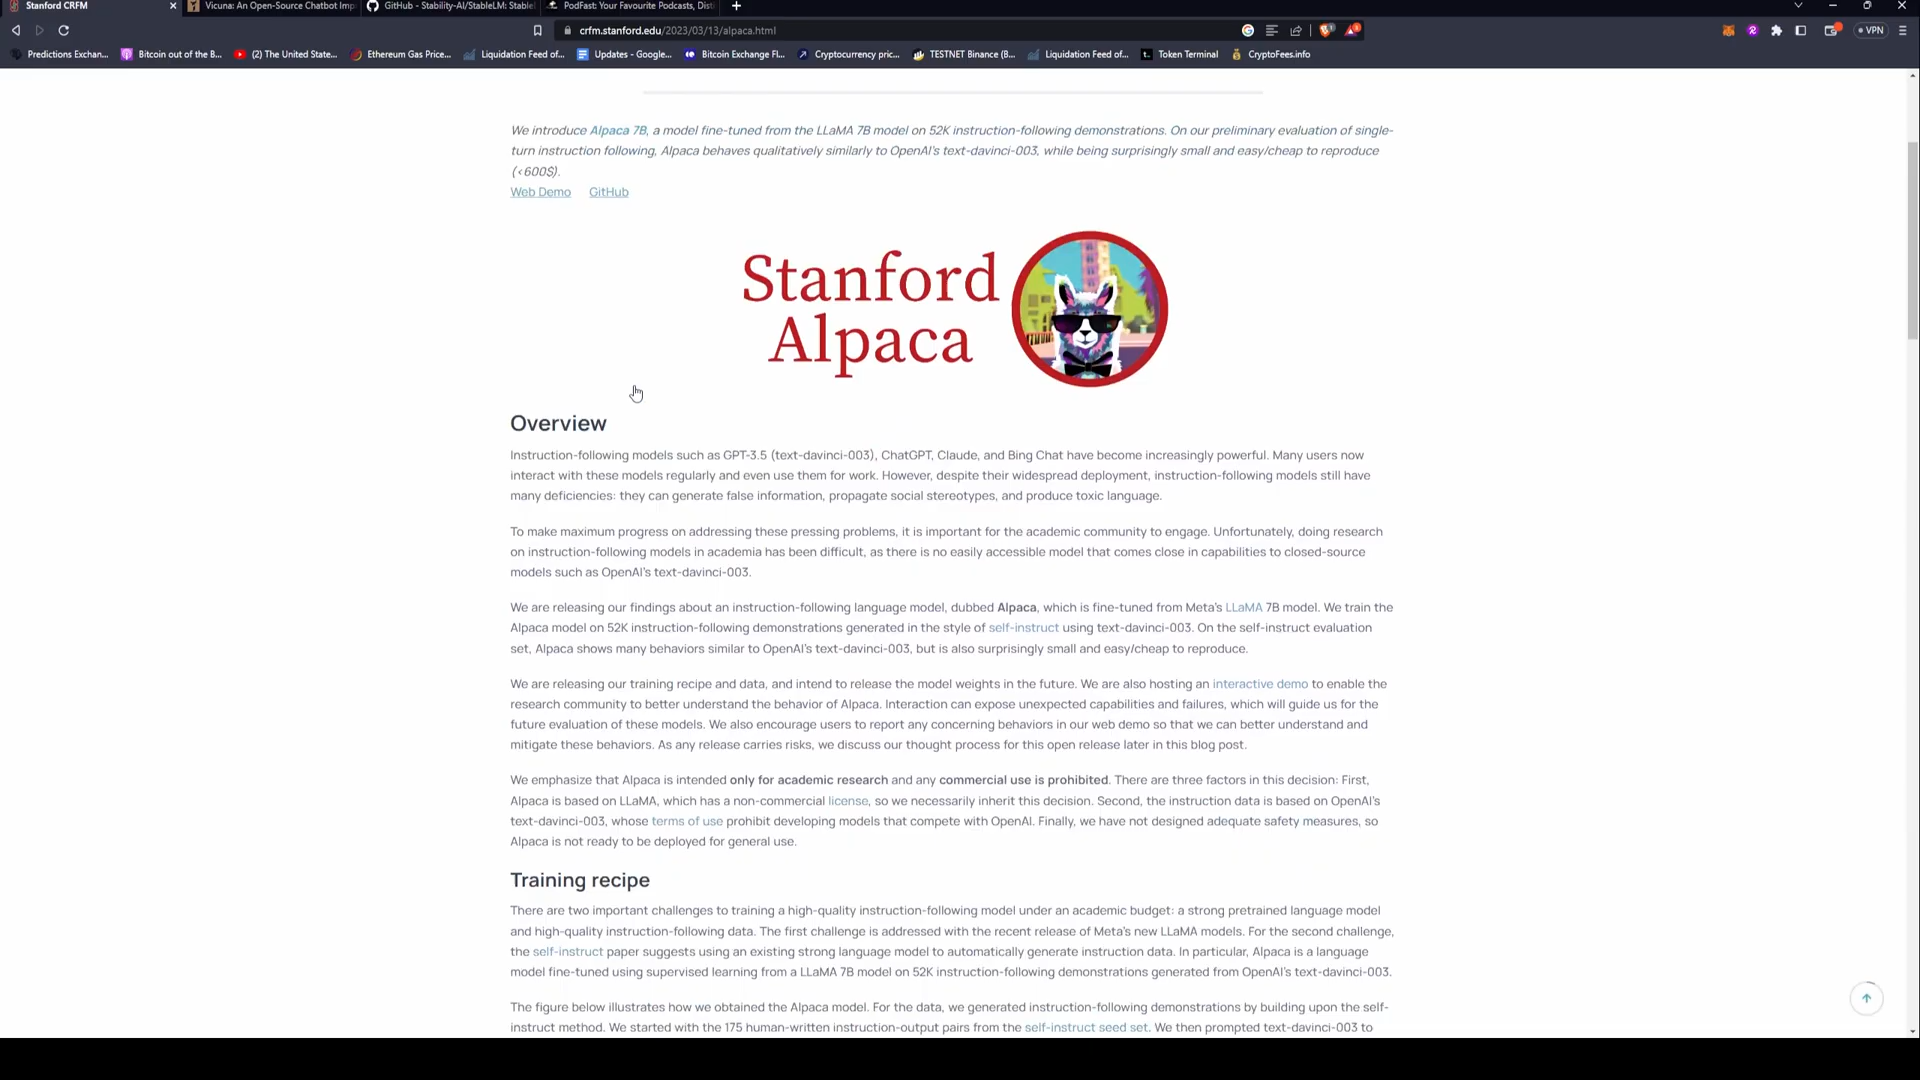 Stanford CRFM
Vicuna: An Open-Source Chatbot Imp
GitHub - Stability-AI/StableLM: Stable
PodFast: Your Favourite Podcasts, Dist
crfm.stanford.edu/2023/03/13/alpaca.html
VPN
Predictions Exchan...
Bitcoin out of the B...
(2) The United State...
Ethereum Gas Price...
Liquidation Feed of...
Updates - Google...
Bitcoin Exchange Fl...
Cryptocurrency pric...
TESTNET Binance (B...
Liquidation Feed of...
Token Terminal
CryptoFees.info
We introduce Alpaca 7B, a model fine-tuned from the LLaMA 7B model on 52K instruction-following demonstrations. On our preliminary evaluation of single-
turn instruction following, Alpaca behaves qualitatively similarly to OpenAI's text-davinci-003, while being surprisingly small and easy/cheap to reproduce
(<600$).
Web Demo GitHub
Stanford
Alpaca
Overview
Instruction-following models such as GPT-3.5 (text-davinci-003), ChatGPT, Claude, and Bing Chat have become increasingly powerful. Many users now
interact with these models regularly and even use them for work. However, despite their widespread deployment, instruction-following models still have
many deficiencies: they can generate false information, propagate social stereotypes, and produce toxic language.
To make maximum progress on addressing these pressing problems, it is important for the academic community to engage. Unfortunately, doing research
on instruction-following models in academia has been difficult, as there is no easily accessible model that comes close in capabilities to closed-source
models such as OpenAI's text-davinci-003.
We are releasing our findings about an instruction-following language model, dubbed Alpaca, which is fine-tuned from Meta's LLaMA 7B model. We train the
Alpaca model on 52K instruction-following demonstrations generated in the style of self-instruct using text-davinci-003. On the self-instruct evaluation
set, Alpaca shows many behaviors similar to OpenAI's text-davinci-003, but is also surprisingly small and easy/cheap to reproduce.
We are releasing our training recipe and data, and intend to release the model weights in the future. We are also hosting an interactive demo to enable the
research community to better understand the behavior of Alpaca. Interaction can expose unexpected capabilities and failures, which will guide us for the
future evaluation of these models. We also encourage users to report any concerning behaviors in our web demo so that we can better understand and
mitigate these behaviors. As any release carries risks, we discuss our thought process for this open release later in this blog post.
We emphasize that Alpaca is intended only for academic research and any commercial use is prohibited. There are three factors in this decision: First,
Alpaca is based on LLaMA, which has a non-commercial license, so we necessarily inherit this decision. Second, the instruction data is based on OpenAI's
text-davinci-003, whose terms of use prohibit developing models that compete with OpenAI. Finally, we have not designed adequate safety measures, so
Alpaca is not ready to be deployed for general use.
Training recipe
There are two important challenges to training a high-quality instruction-following model under an academic budget: a strong pretrained language model
and high-quality instruction-following data. The first challenge is addressed with the recent release of Meta's new LLaMA models. For the second challenge,
the self-instruct paper suggests using an existing strong language model to automatically generate instruction data. In particular, Alpaca is a language
model fine-tuned using supervised learning from a LLaMA 7B model on 52K instruction-following demonstrations generated from OpenAI's text-davinci-003.
The figure below illustrates how we obtained the Alpaca model. For the data, we generated instruction-following demonstrations by building upon the self-
instruct method. We started with the 175 human-written instruction-output pairs from the self-instruct seed set. We then prompted text-davinci-003 to